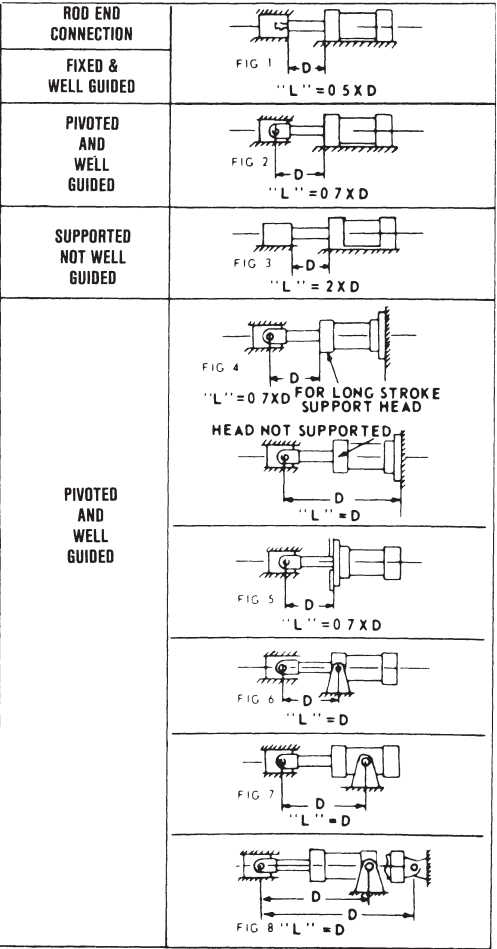 ROD END
CONNECTION
FIXED &
WELL GUIDED
FIG 1
D
"L" = 0 5 X D
PIVOTED
AND
WELL
GUIDED
FIG 2
D
"L" = 0 7 X D
SUPPORTED
NOT WELL
GUIDED
FIG 3
D
"L" = 2 X D
PIVOTED
AND
WELL
GUIDED
FIG 4
D
"L" = 0 7 X D
FOR LONG STROKE
SUPPORT HEAD
HEAD NOT SUPPORTED
D
"L" = D
FIG 5
D
"L" = 0 7 X D
FIG 6
D
"L" = D
FIG 7
D
"L" = D
D
D
FIG 8 "L" = D